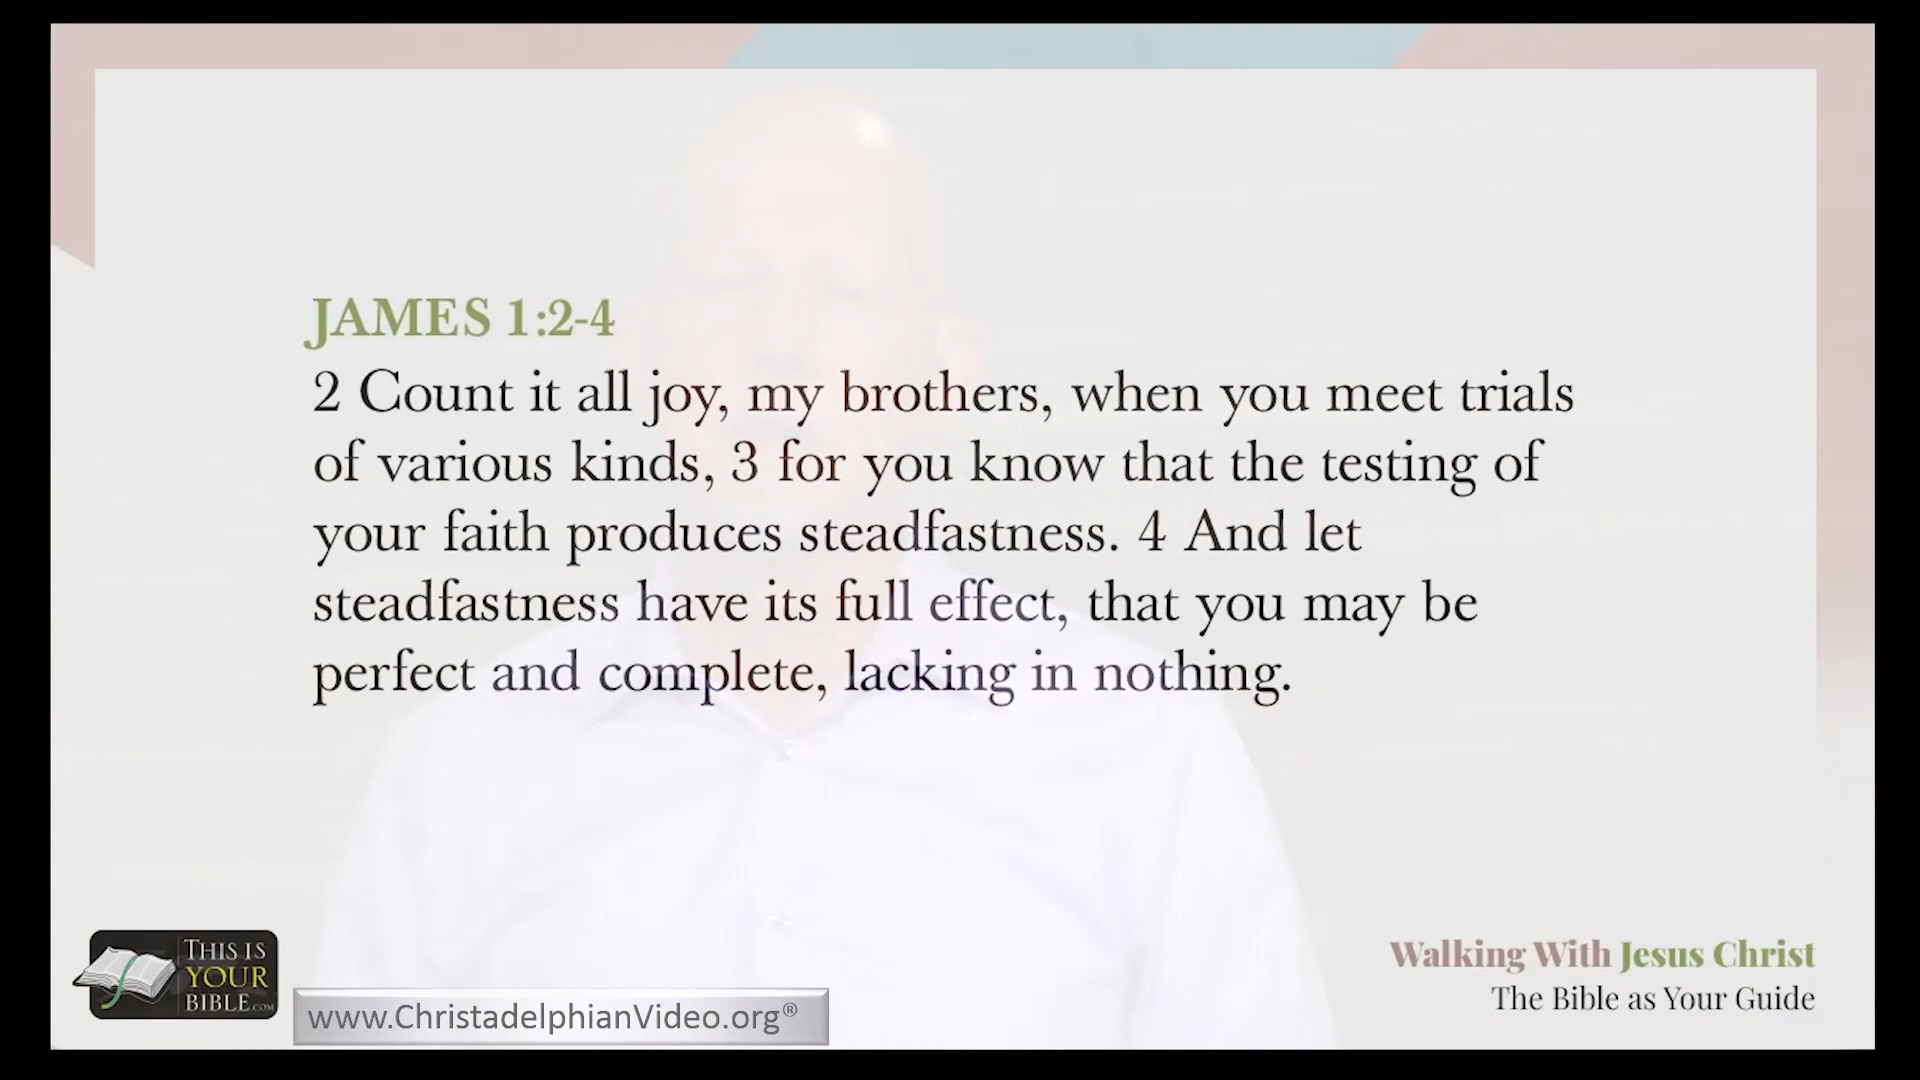 JAMES 1:2-4
2 Count it all joy, my brothers, when you meet trials
of various kinds, 3 for you know that the testing of
your faith produces steadfastness. 4 And let
steadfastness have its full effect, that you may be
perfect and complete, lacking in nothing.
THIS IS
YOUR
BIBLE.COM
www.ChristadelphianVideo.org®
Walking With Jesus Christ
The Bible as Your Guide